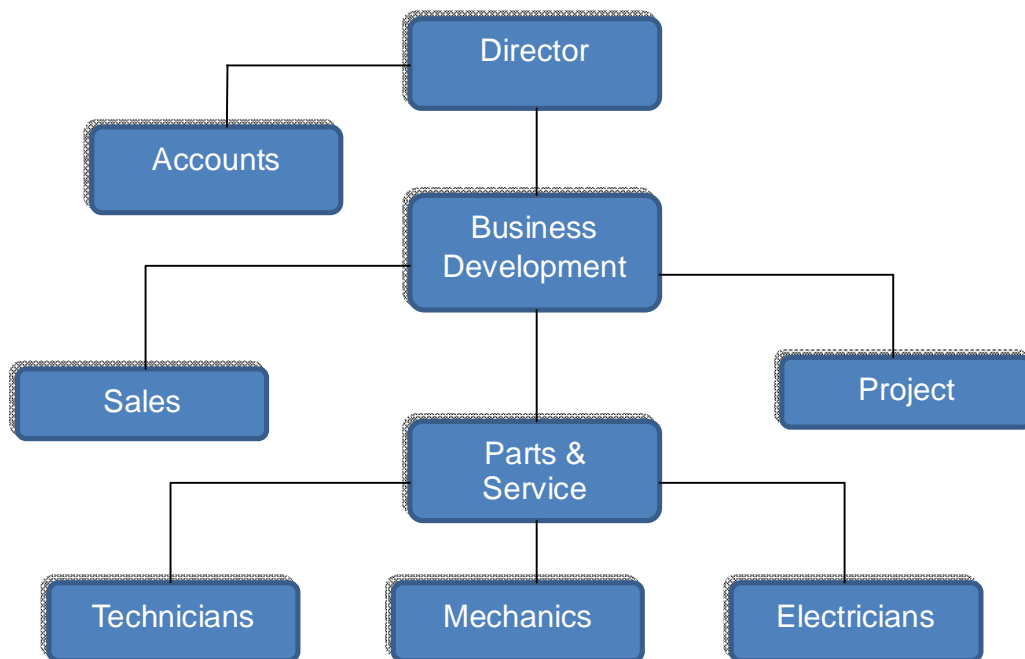 Director
Accounts
Business
Development
Sales
Project
Parts &
Service
Technicians
Mechanics
Electricians